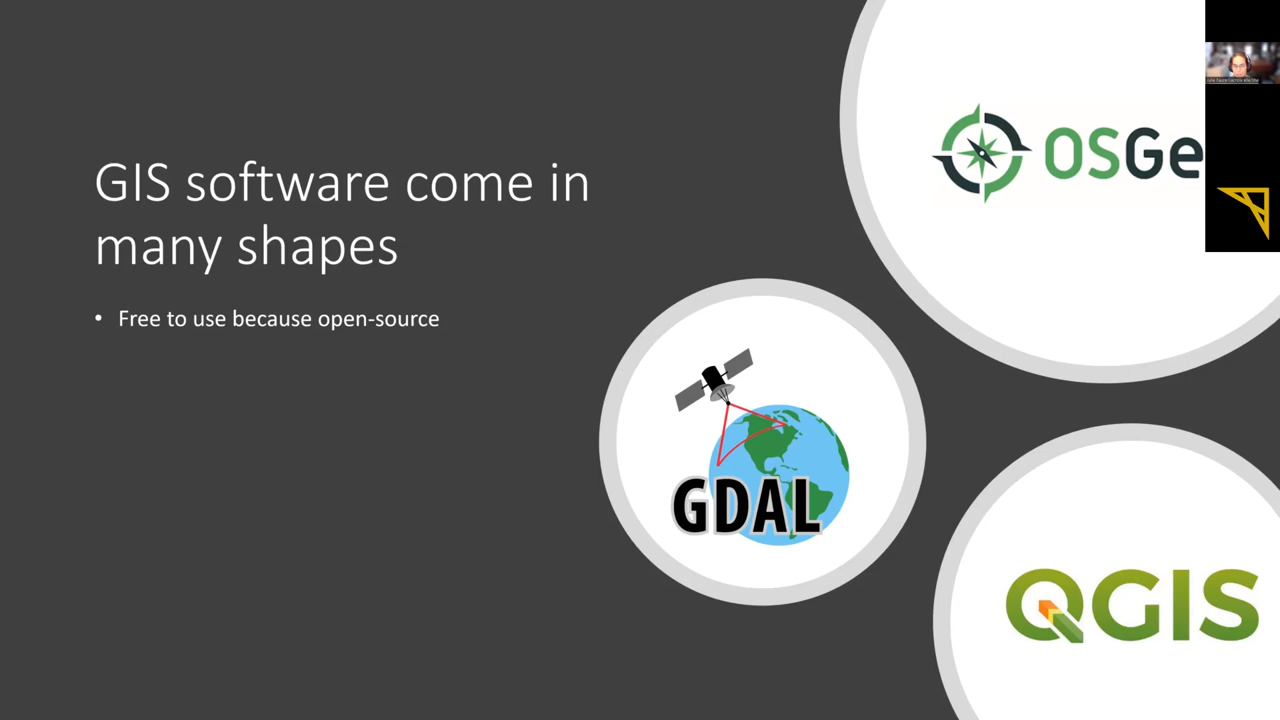 GIS software come in
many shapes
• Free to use because open-source
OSGe
GDAL
QGIS